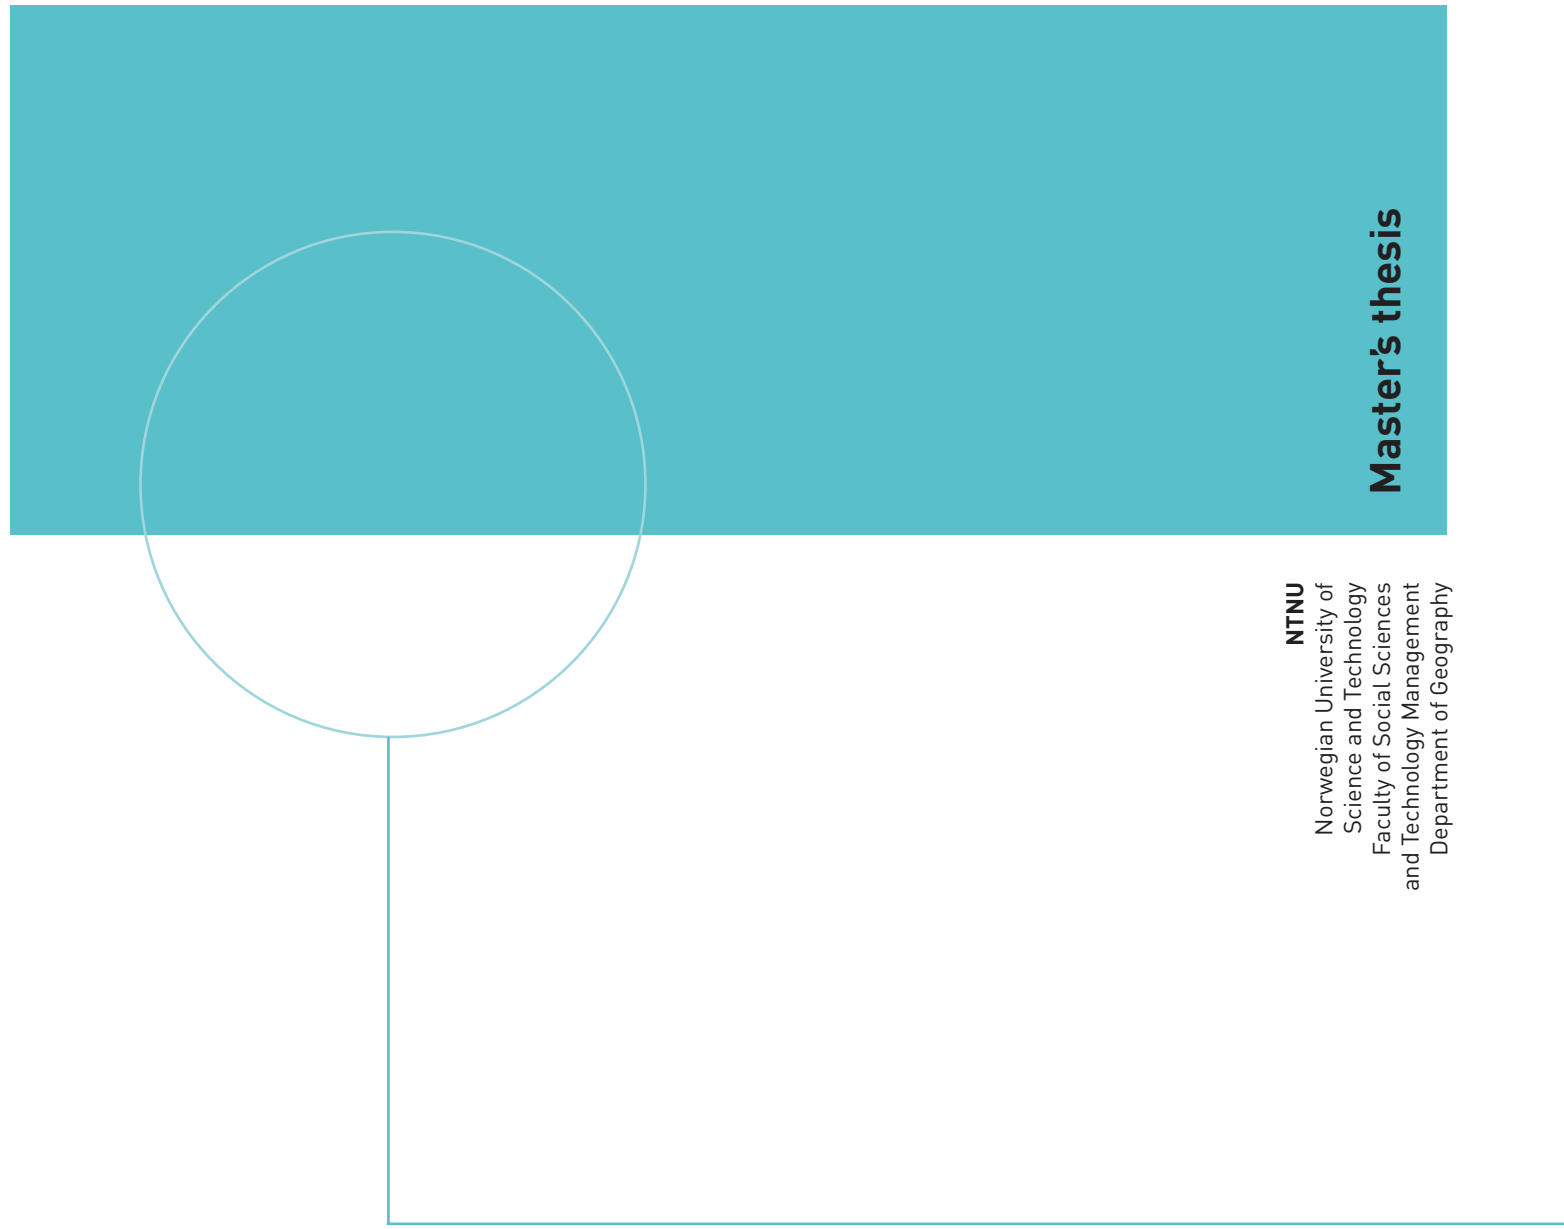 Master's thesis
NTNU
Norwegian University of
Science and Technology
Faculty of Social Sciences
and Technology Management
Department of Geography